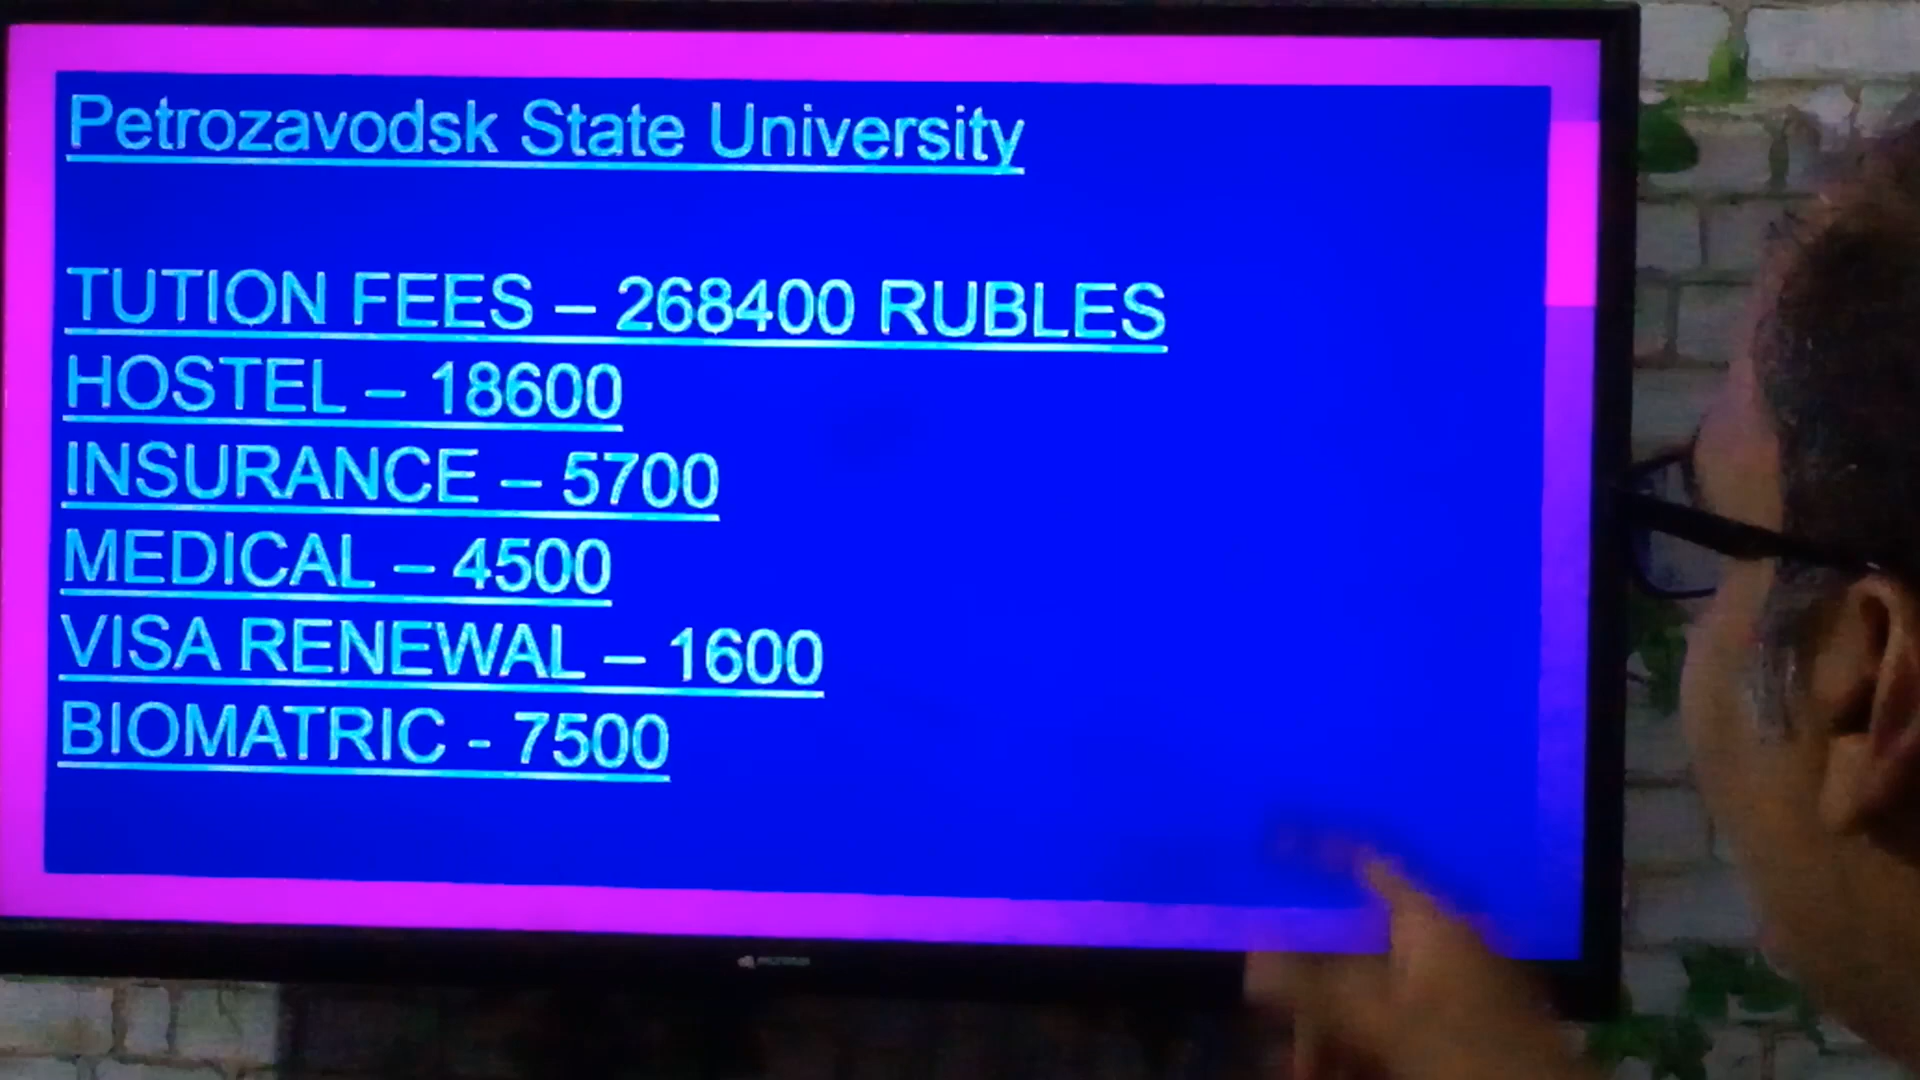 Petrozavodsk State University
TUTION FEES – 268400 RUBLES
HOSTEL – 18600
INSURANCE – 5700
MEDICAL – 4500
VISA RENEWAL – 1600
BIOMATRIC - 7500